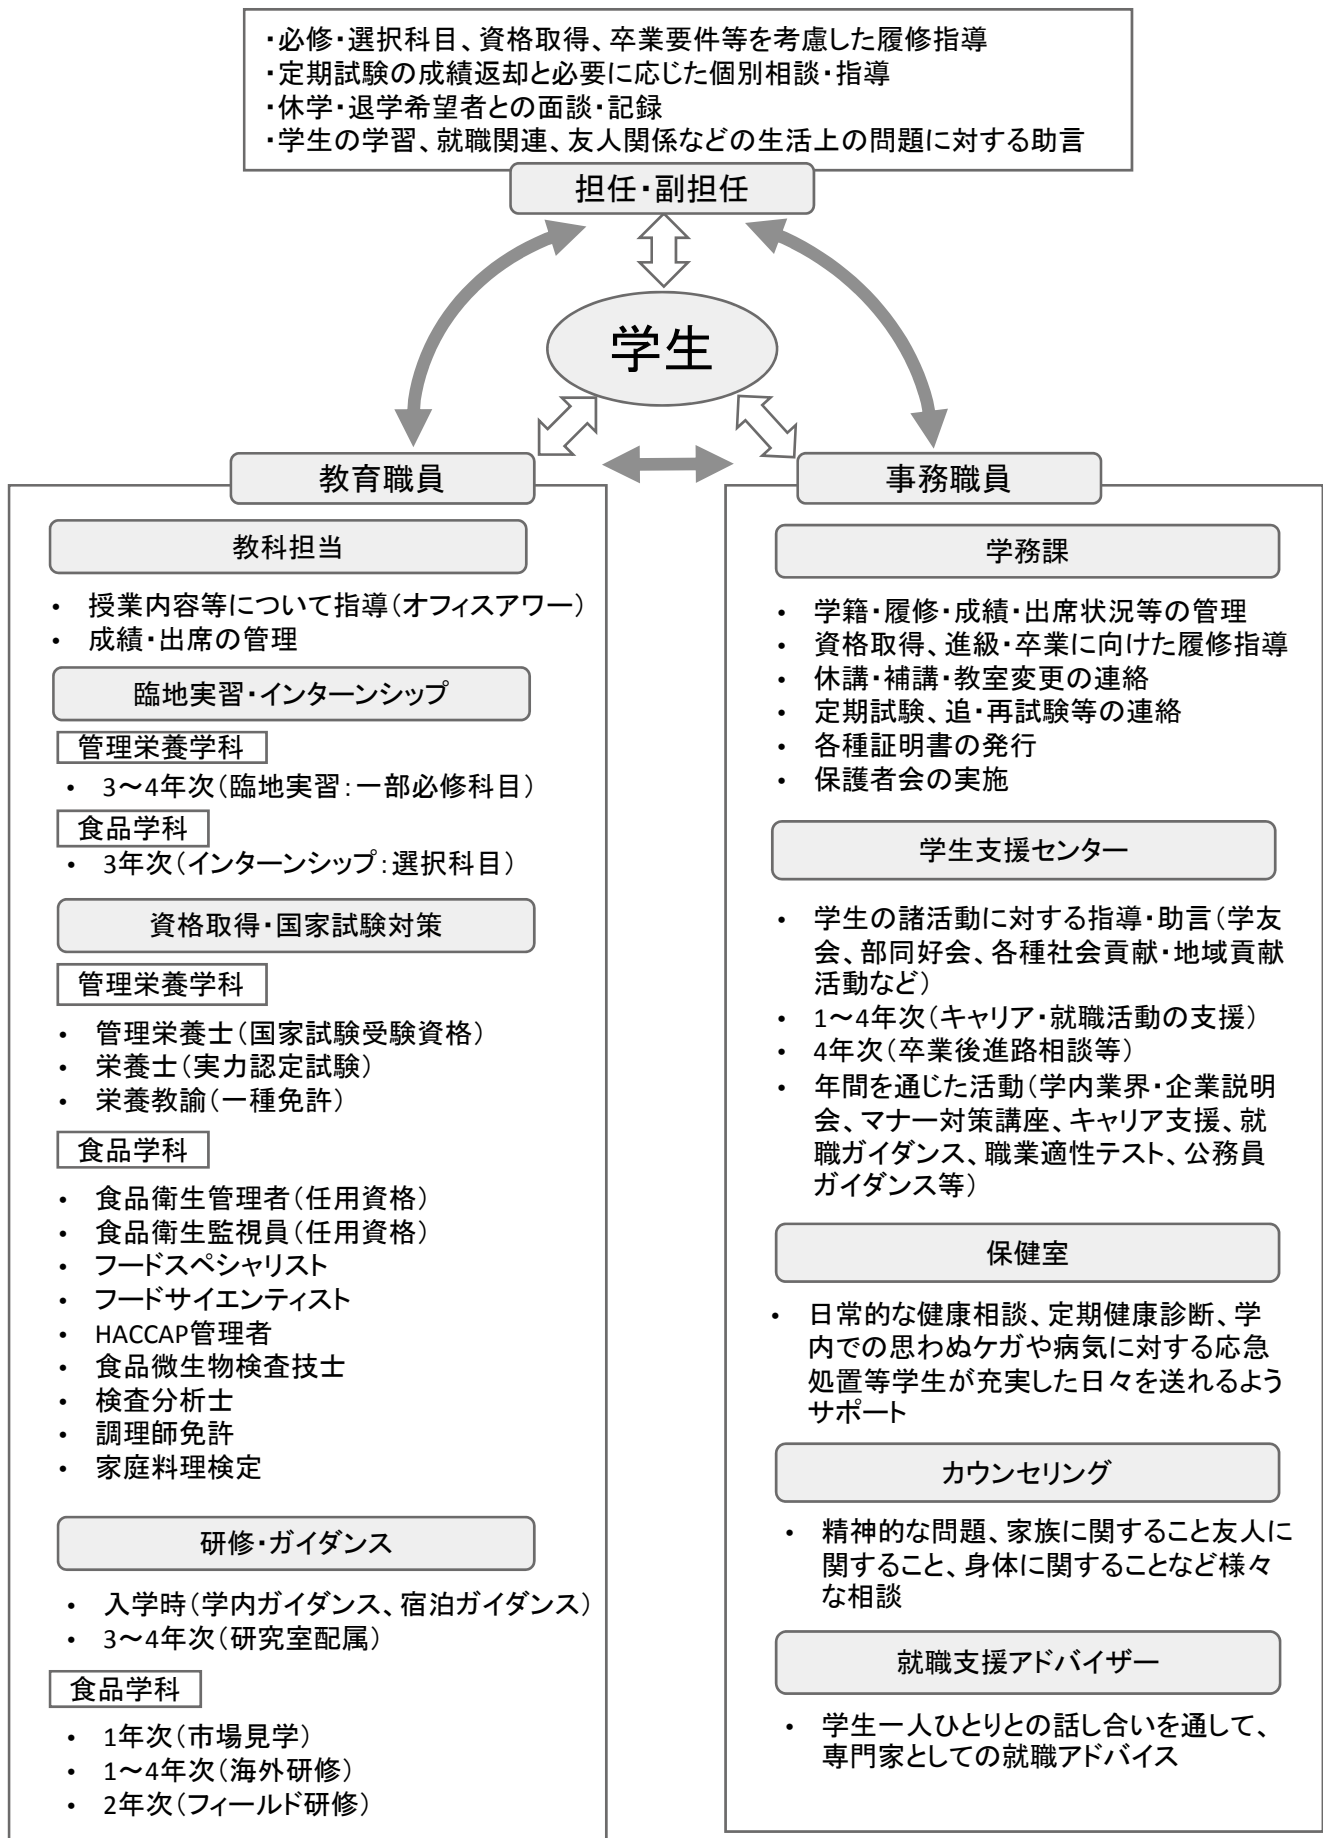 ・必修・選択科目、資格取得、卒業要件等を考慮した履修指導
・定期試験の成績返却と必要に応じた個別相談・指導
・休学・退学希望者との面談・記録
・学生の学習、就職関連、友人関係などの生活上の問題に対する助言
担任・副担任
学生
教育職員
教科担当
• 授業内容等について指導（オフィスアワー）
• 成績・出席の管理
臨地実習・インターンシップ
管理栄養学科
• 3～4年次（臨地実習：一部必修科目）
食品学科
• 3年次（インターンシップ：選択科目）
資格取得・国家試験対策
管理栄養学科
• 管理栄養士（国家試験受験資格）
• 栄養士（実力認定試験）
• 栄養教諭（一種免許）
食品学科
• 食品衛生管理者（任用資格）
• 食品衛生監視員（任用資格）
• フードスペシャリスト
• フードサイエンティスト
• HACCAP管理者
• 食品微生物検査技士
• 検査分析士
• 調理師免許
• 家庭料理検定
研修・ガイダンス
• 入学時（学内ガイダンス、宿泊ガイダンス）
• 3～4年次（研究室配属）
食品学科
• 1年次（市場見学）
• 1～4年次（海外研修）
• 2年次（フィールド研修）
事務職員
学務課
• 学籍・履修・成績・出席状況等の管理
• 資格取得、進級・卒業に向けた履修指導
• 休講・補講・教室変更の連絡
• 定期試験、追・再試験等の連絡
• 各種証明書の発行
• 保護者会の実施
学生支援センター
• 学生の諸活動に対する指導・助言（学友
会、部同好会、各種社会貢献・地域貢献
活動など）
• 1～4年次（キャリア・就職活動の支援）
• 4年次（卒業後進路相談等）
• 年間を通じた活動（学内業界・企業説明
会、マナー対策講座、キャリア支援、就
職ガイダンス、職業適性テスト、公務員
ガイダンス等）
保健室
• 日常的な健康相談、定期健康診断、学
内での思わぬケガや病気に対する応急
処置等学生が充実した日々を送れるよう
サポート
カウンセリング
• 精神的な問題、家族に関すること友人に
関すること、身体に関することなど様々
な相談
就職支援アドバイザー
• 学生一人ひとりとの話し合いを通して、
専門家としての就職アドバイス